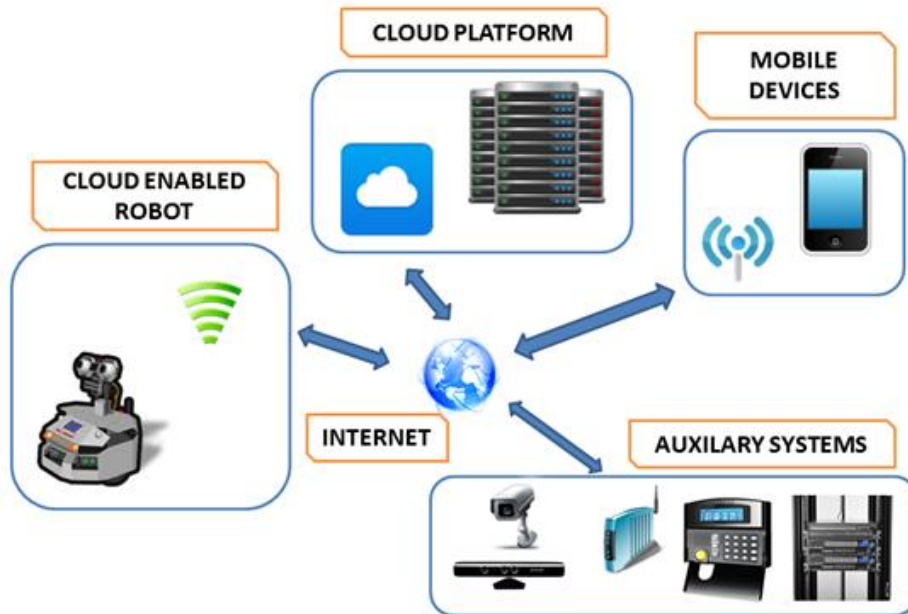 CLOUD PLATFORM
MOBILE
DEVICES
CLOUD ENABLED
ROBOT
INTERNET
AUXILARY SYSTEMS